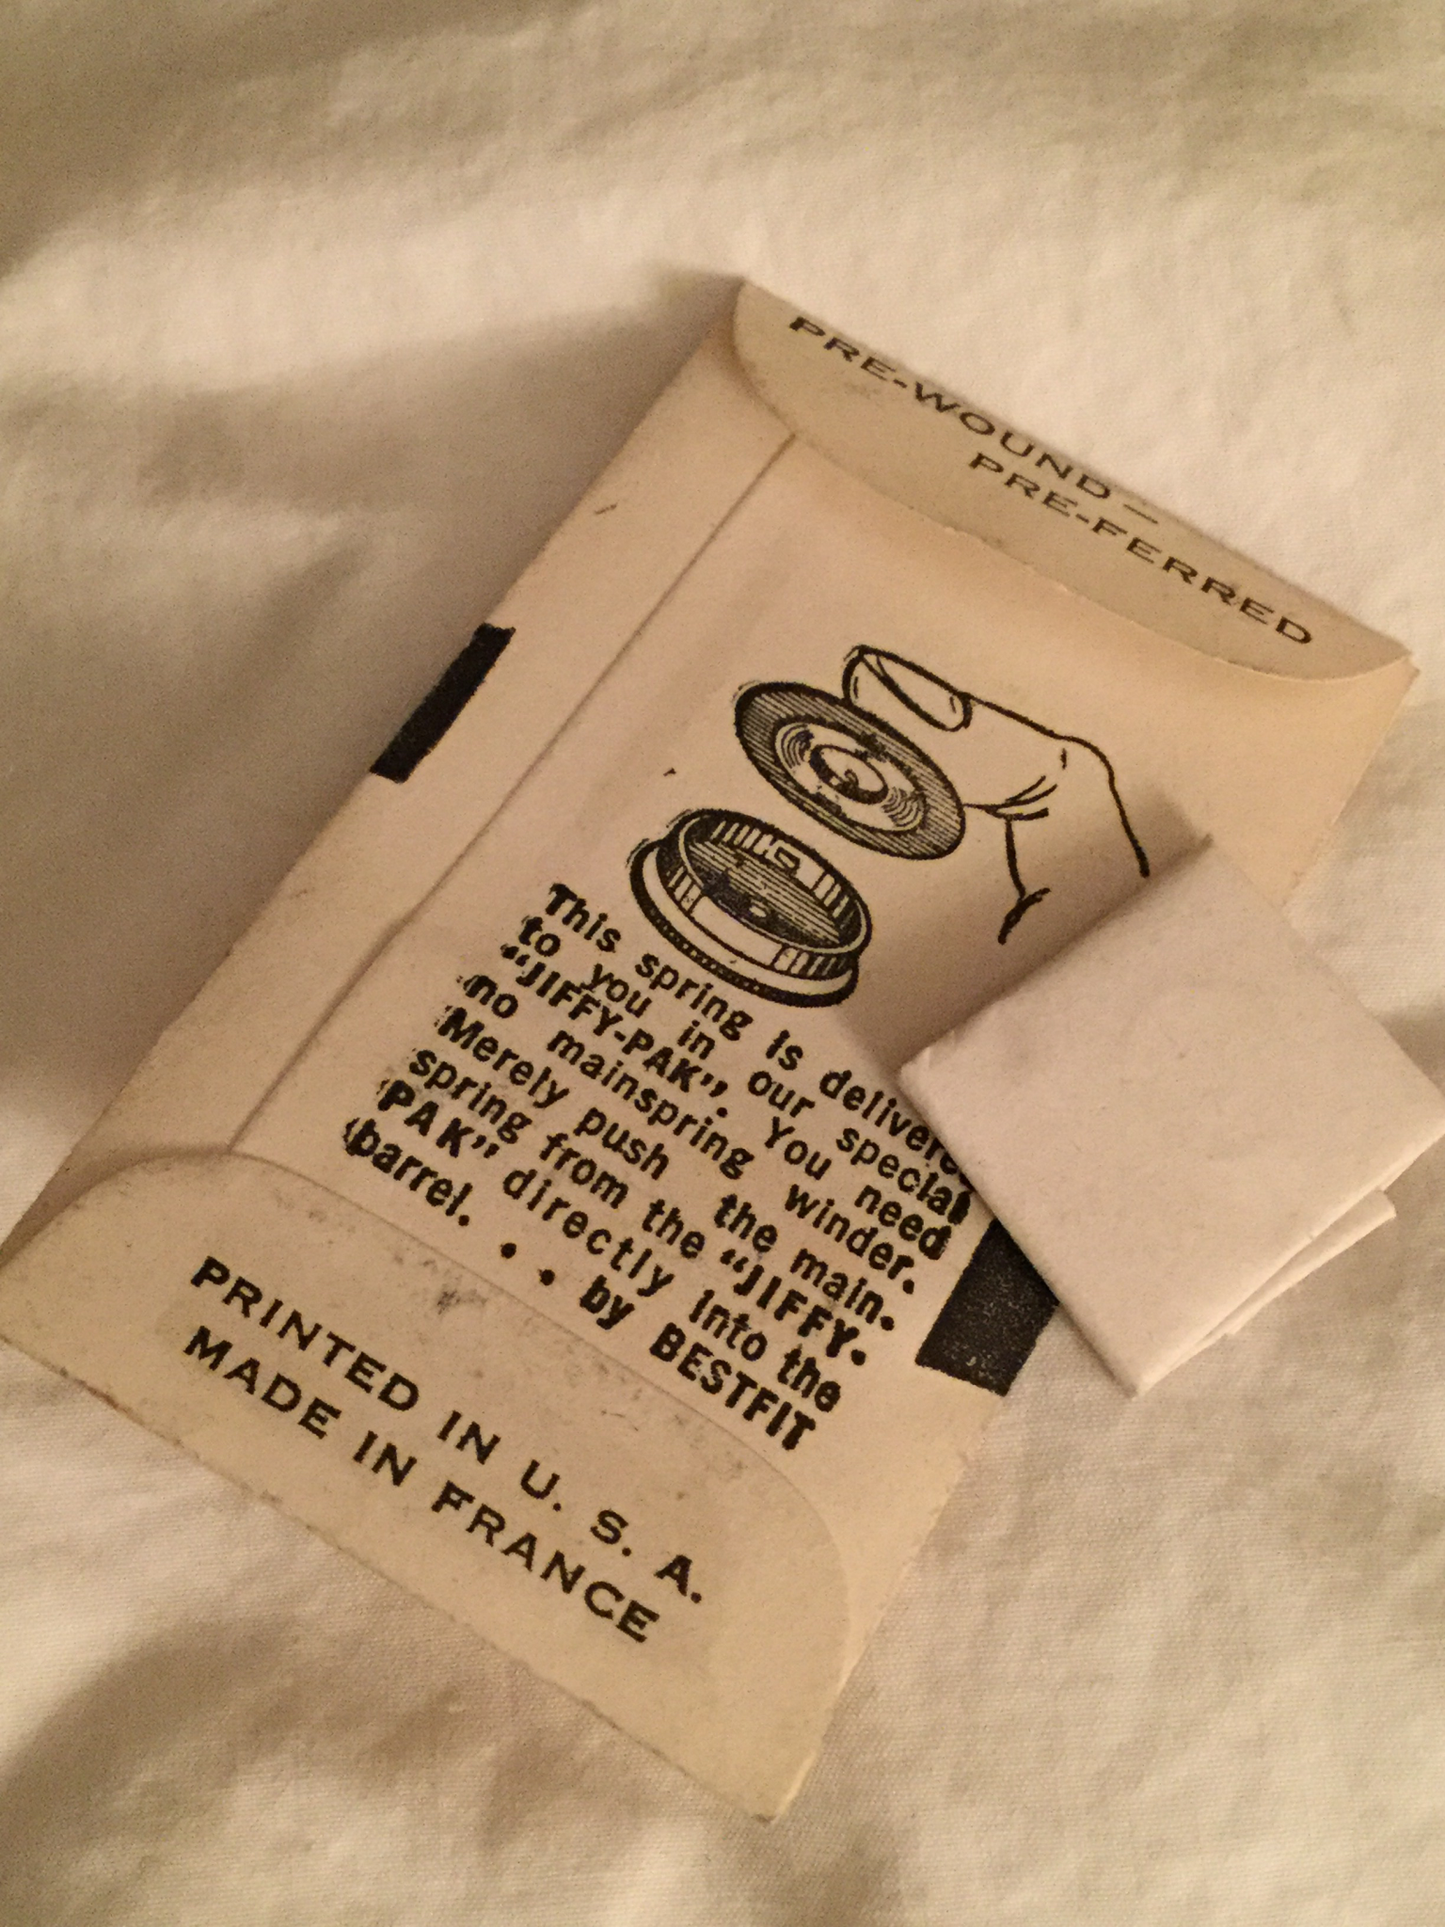 PRE-WOUND —
PRE-FERRED
This spring is delivere
to you in our special
"JIFFY-PAK". You need
no mainspring winder.
Merely push the main-
spring from the "JIFFY-
PAK" directly into the
barrel. . . by BESTFIT
PRINTED IN U. S. A.
MADE IN FRANCE